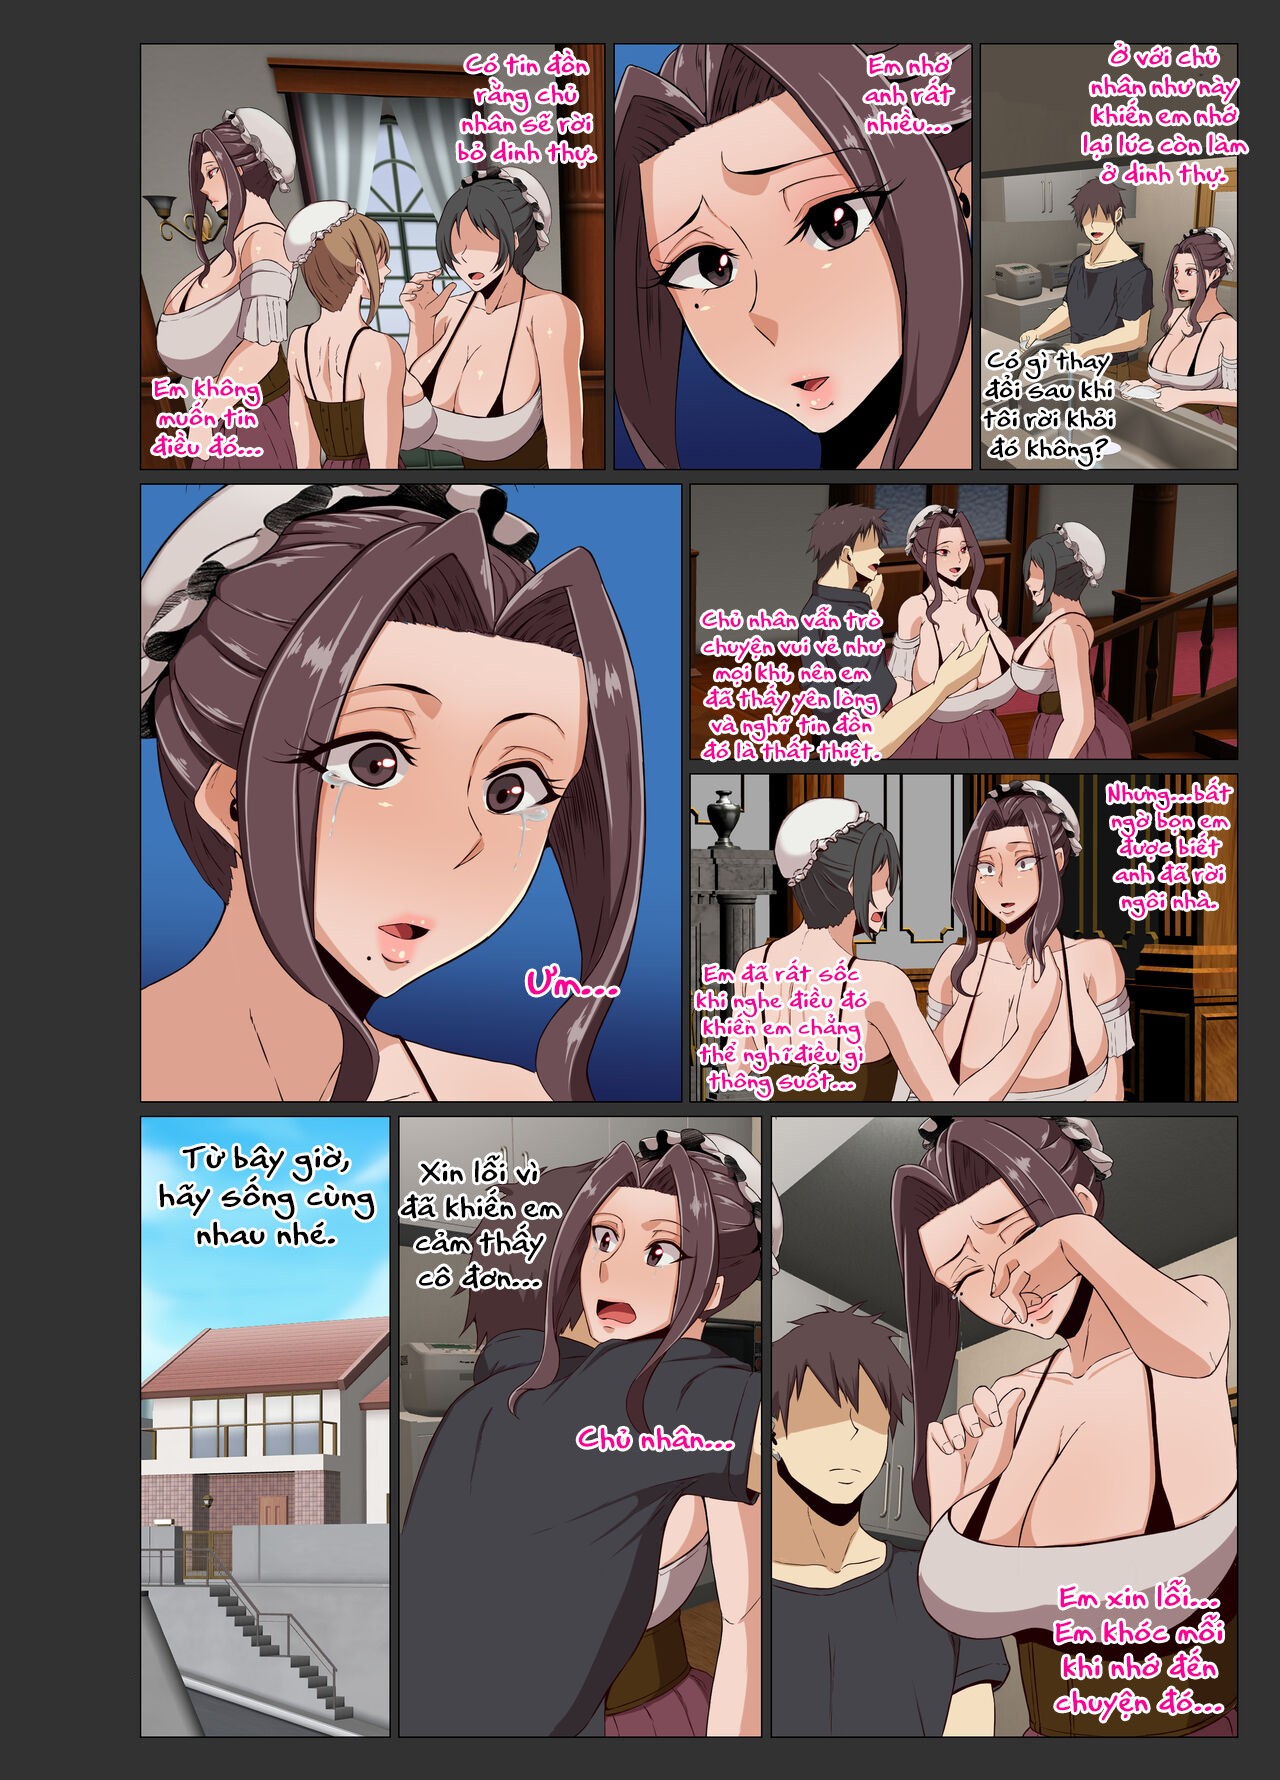 Ở với chủ
nhân như này
khiến em nhớ
lại lúc còn làm
ở dinh thự.
Có gì thay
đổi sau khi
tôi rời khỏi
đó không?
Em nhớ
anh rất
nhiều...
Có tin đồn
rằng chủ
nhân sẽ rời
bỏ dinh thự.
Em không
muốn tin
điều đó...
Chủ nhân vẫn trò
chuyện vui vẻ như
mọi khi, nên em
đã thấy yên lòng
và nghĩ tin đồn
đó là thất thiệt.
Nhưng...bất
ngờ bọn em
được biết
anh đã rời
ngôi nhà.
Em đã rất sốc
khi nghe điều đó
khiến em chẳng
thể nghĩ điều gì
thông suốt...
Ưm...
Em xin lỗi...
Em khóc mỗi
khi nhớ đến
chuyện đó...
Xin lỗi vì
đã khiến em
cảm thấy
cô đơn...
Chủ nhân...
Từ bây giờ,
hãy sống cùng
nhau nhé.